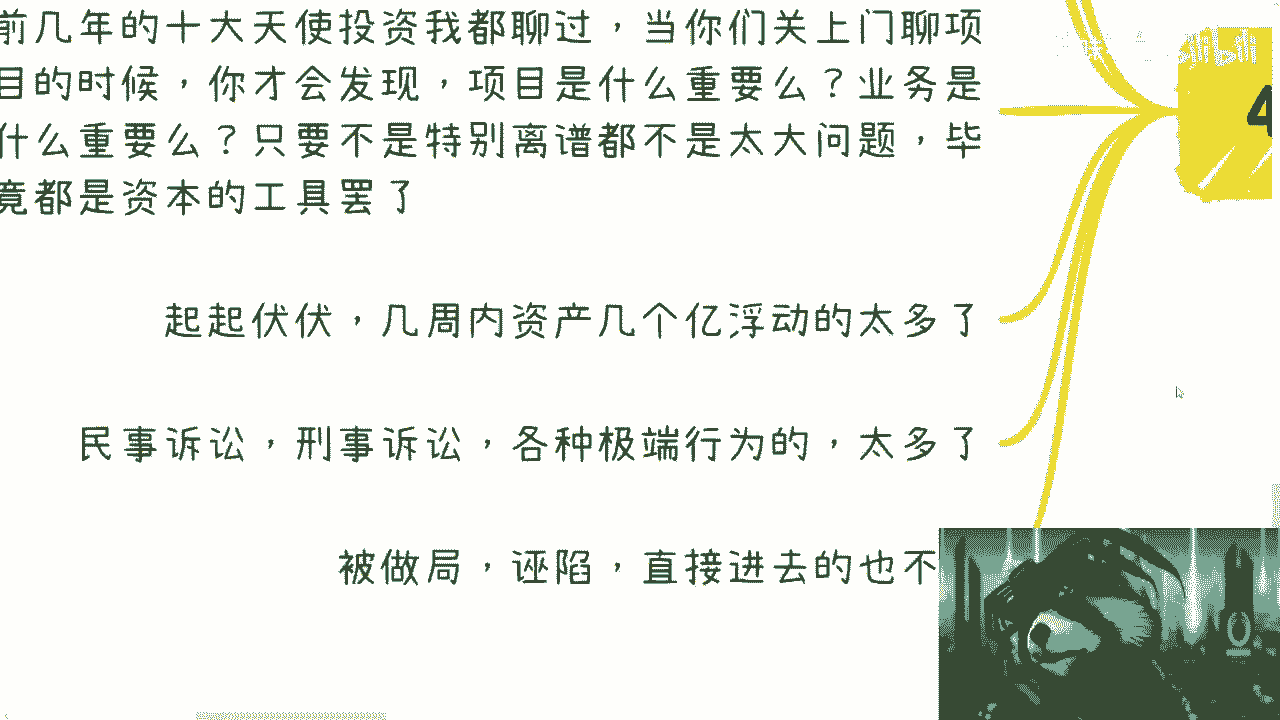 前几年的十大天使投资我都聊过，当你们关上门聊项
目的时候，你才会发现，项目是什么重要么？业务是
什么重要么？只要不是特别离谱都不是太大问题，毕
竟都是资本的工具罢了
4
起起伏伏，几周内资产几个亿浮动的太多了
民事诉讼，刑事诉讼，各种极端行为的，太多了
被做局，诬陷，直接进去的也不